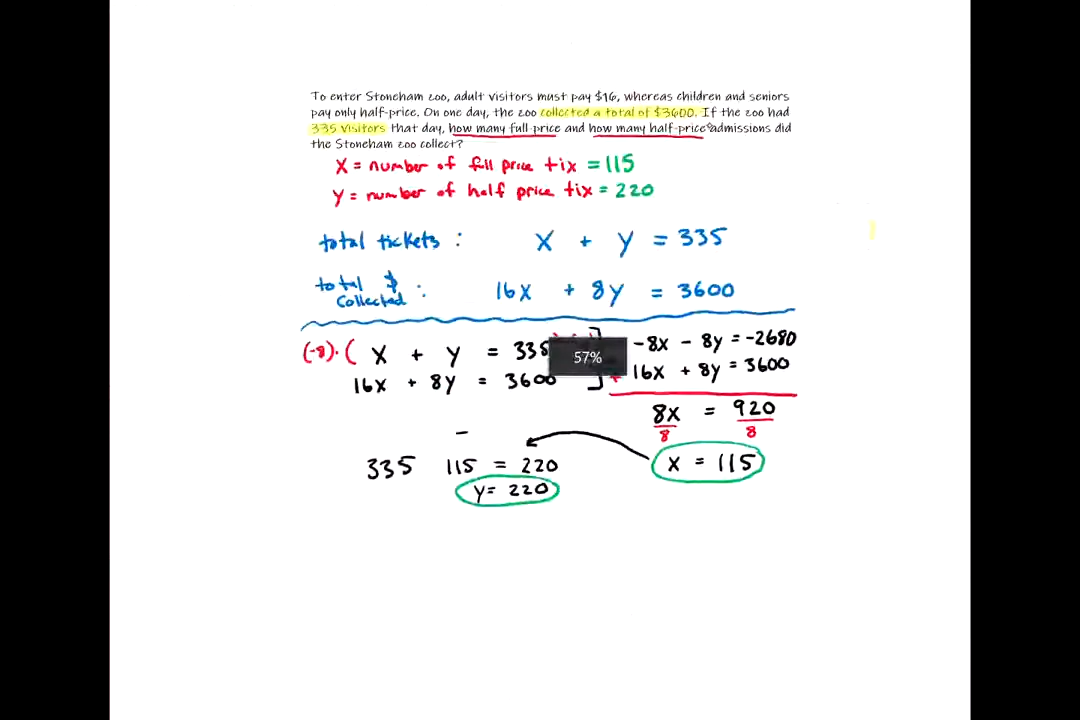 To enter Stoneham zoo, adult visitors must pay $16, whereas children and seniors
pay only half-price. On one day, the zoo collected a total of $3600. If the zoo had
335 visitors that day, how many full-price and how many half-price admissions did
the Stoneham zoo collect?
X = number of full price tix = 115
Y = number of half price tix = 220
total tickets : X + Y = 335
total $
collected : 16X + 8Y = 3600
(-8)· ( X + Y = 335
16X + 8Y = 3600
57%
-8X - 8Y = -2680
+ 16X + 8Y = 3600
8X = 920
8 8
X = 115
335 - 115 = 220
Y = 220